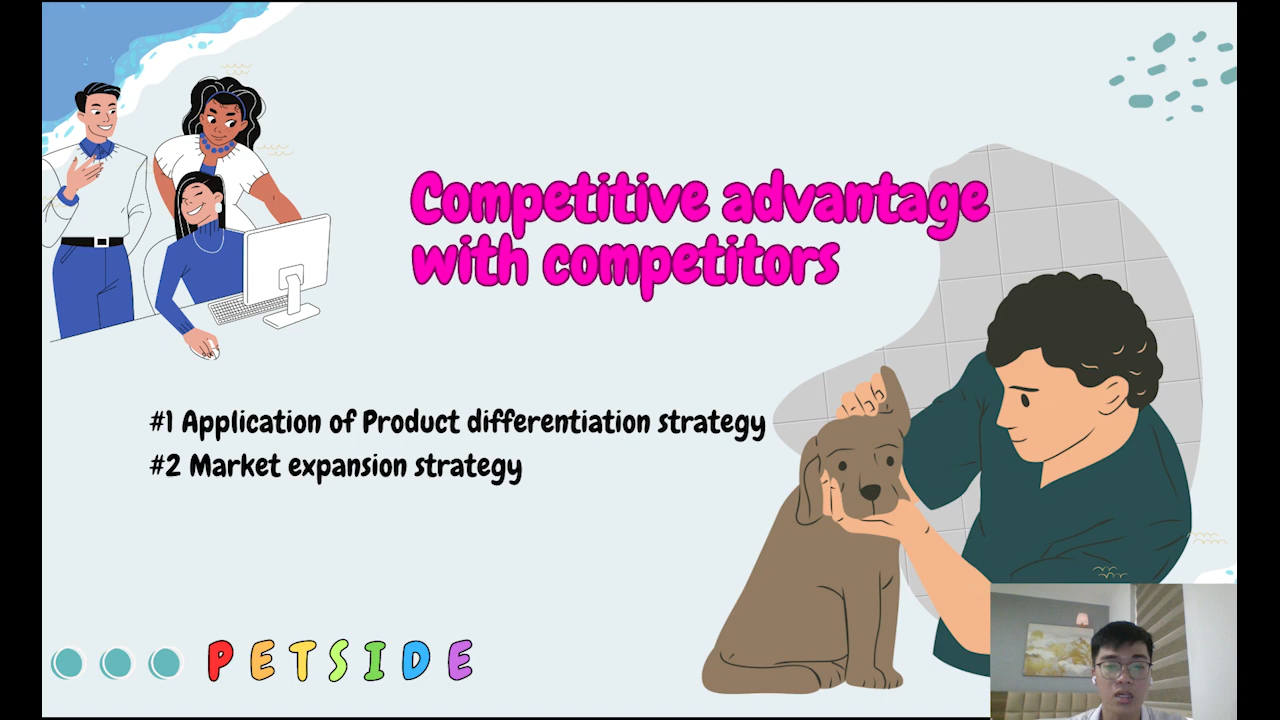 Competitive advantage
with competitors
#1 Application of Product differentiation strategy
#2 Market expansion strategy
PETSIDE